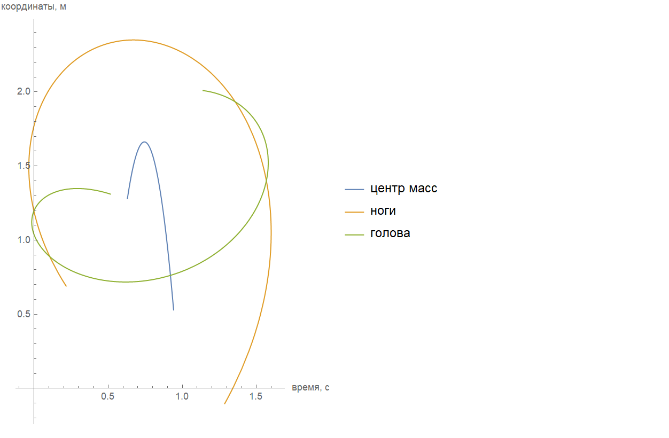 координаты, м
2.0
1.5
1.0
0.5
0.5 1.0 1.5
время, с
центр масс
ноги
голова